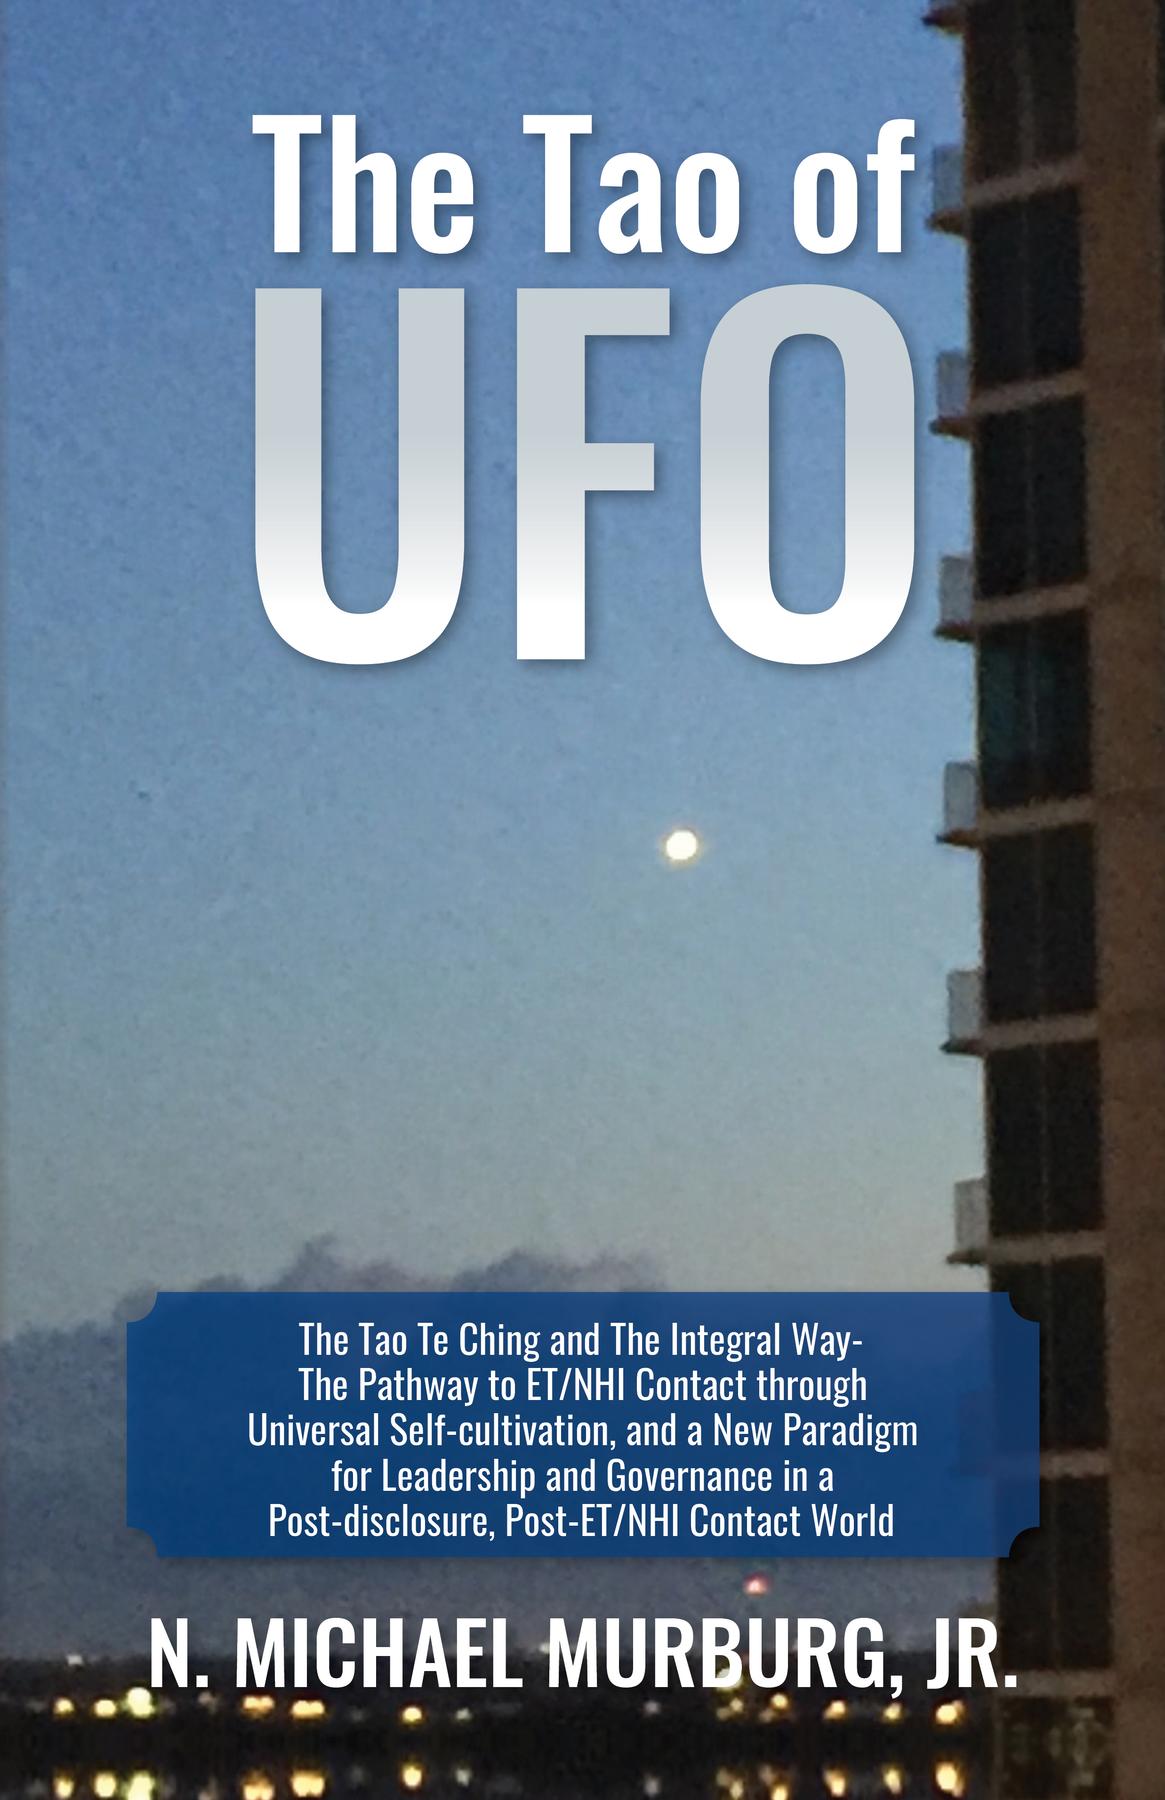 The Tao of
UFO
The Tao Te Ching and The Integral Way-
The Pathway to ET/NHI Contact through
Universal Self-cultivation, and a New Paradigm
for Leadership and Governance in a
Post-disclosure, Post-ET/NHI Contact World
N. MICHAEL MURBURG, JR.